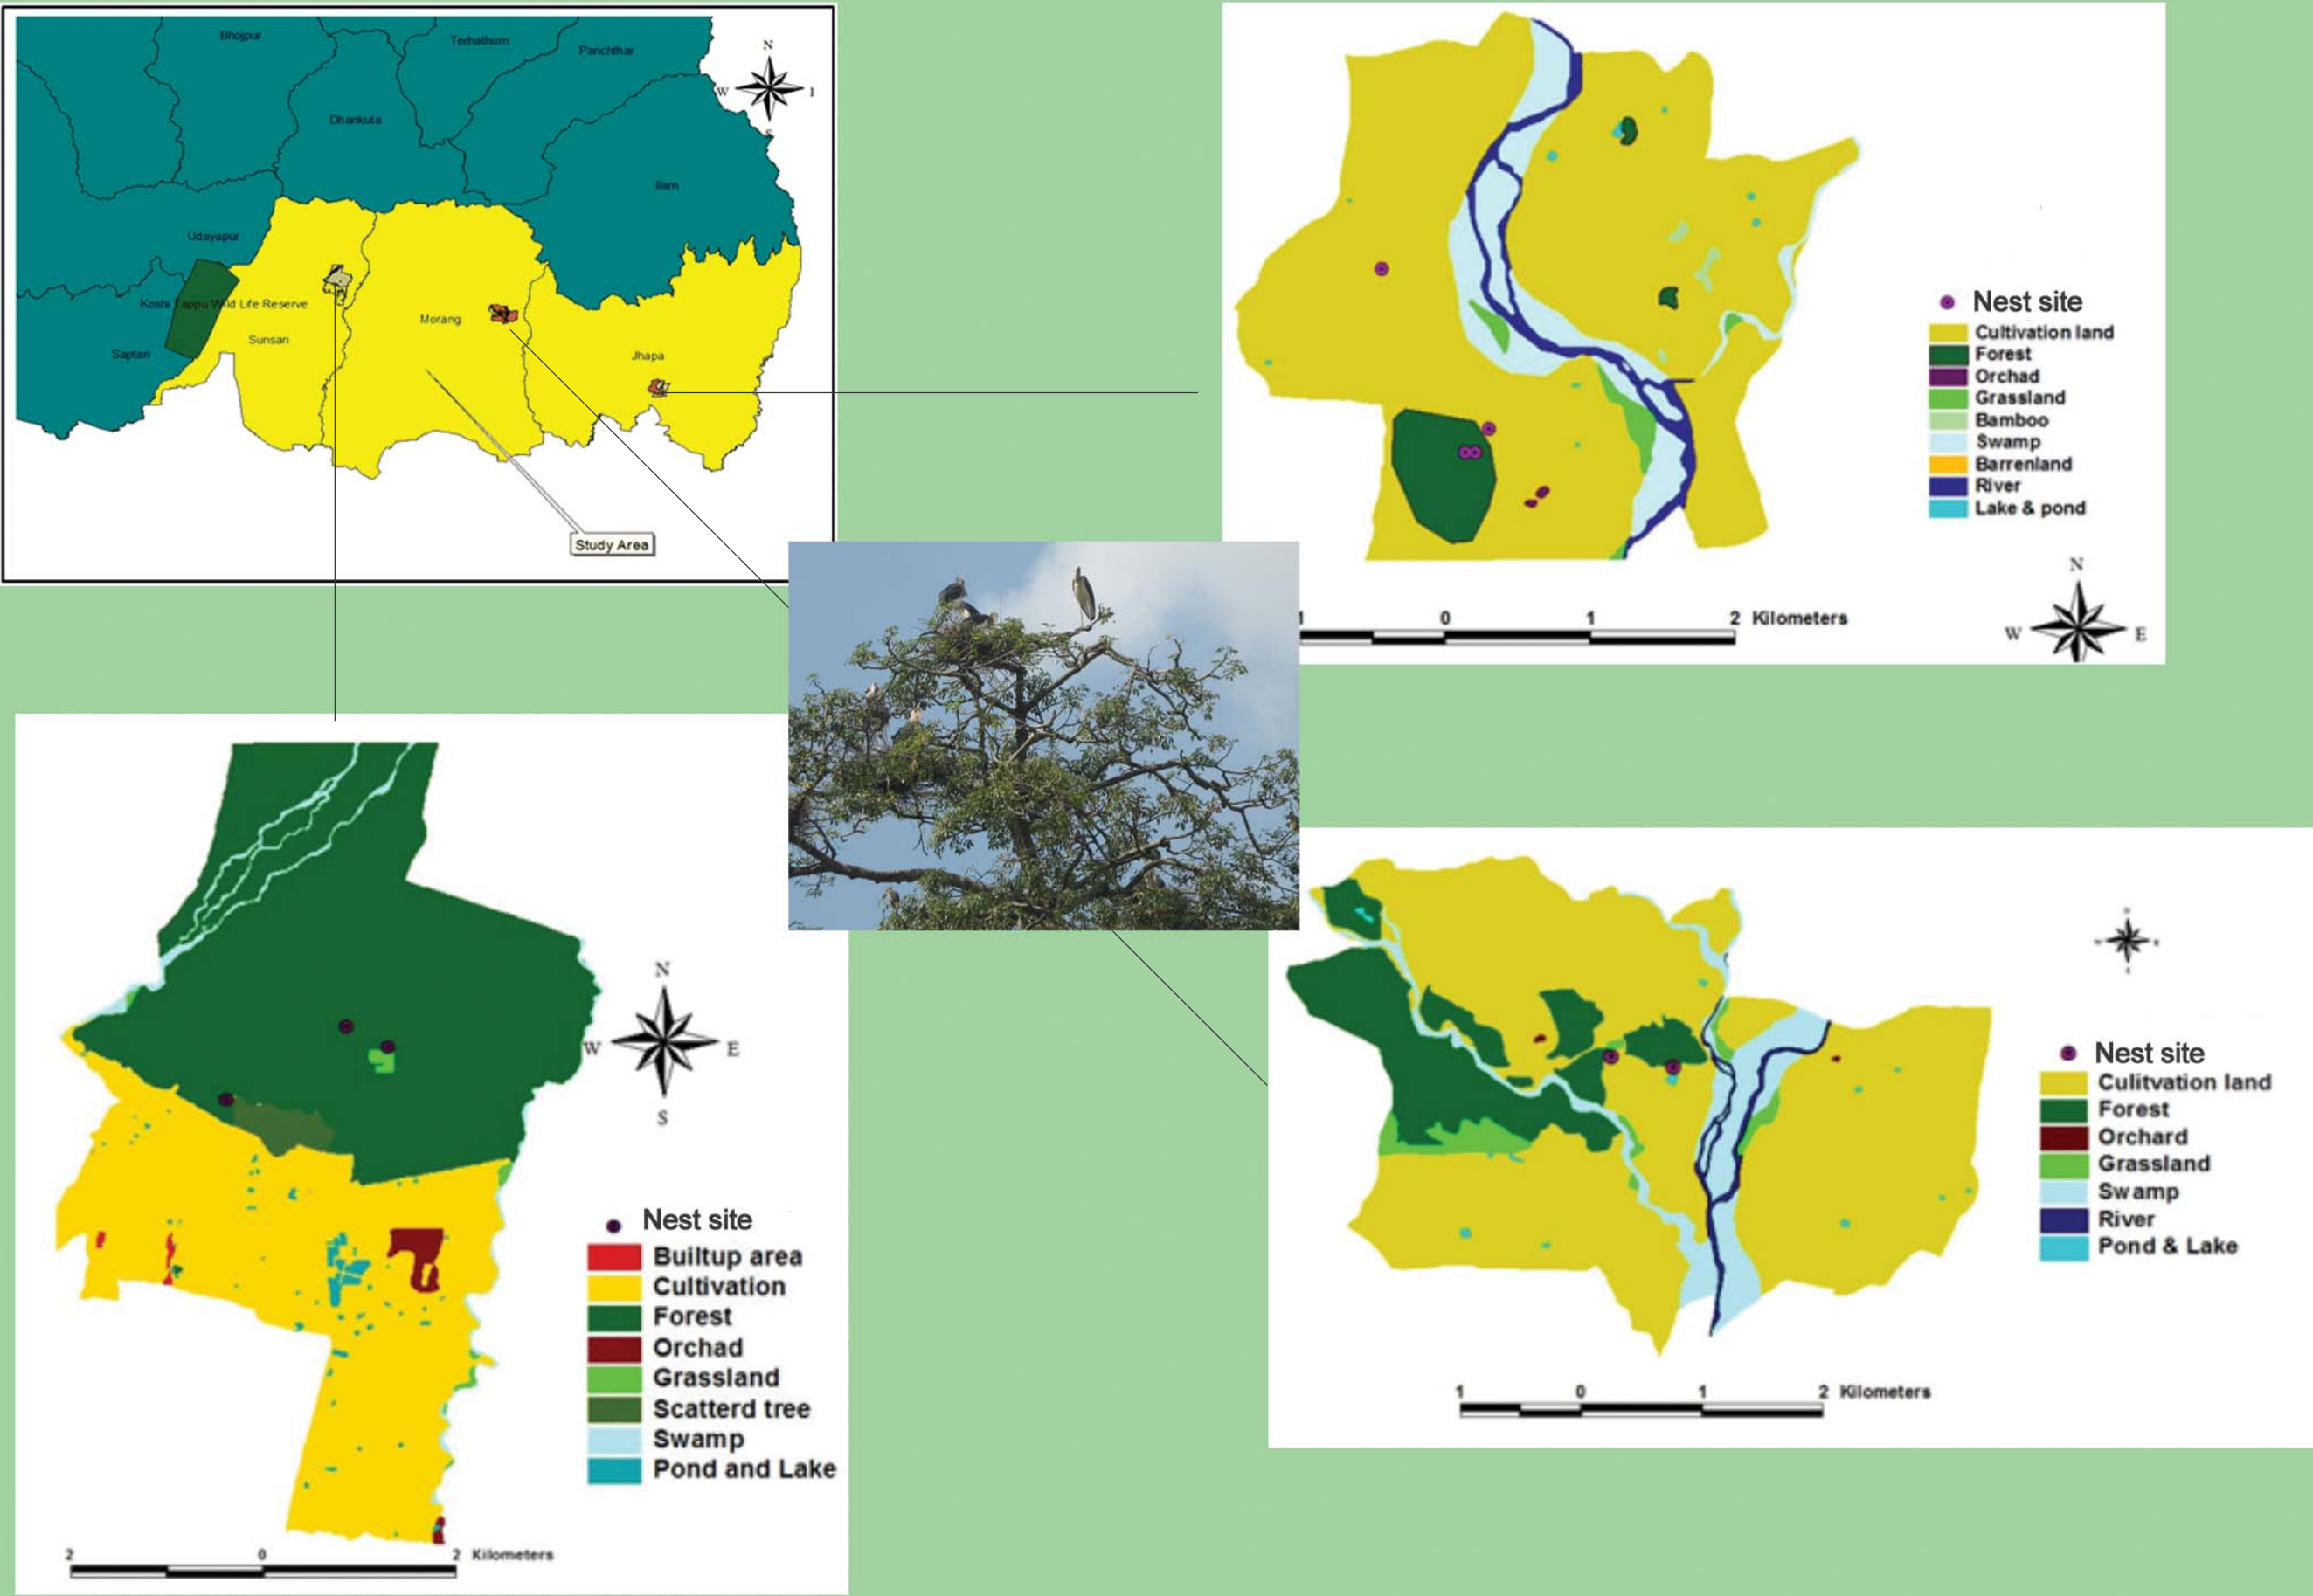 Bhojpur
Terhathum
Panchthar
N
W
I
S
Dhankuta
Illam
Udayapur
Koshi Tappu Wild Life Reserve
Morang
Sunsari
Saptari
Jhapa
Study Area
Nest site
Cultivation land
Forest
Orchad
Grassland
Bamboo
Swamp
Barrenland
River
Lake & pond
N
W
E
1 0 1 2 Kilometers
N
W
E
S
Nest site
Builtup area
Cultivation
Forest
Orchad
Grassland
Scatterd tree
Swamp
Pond and Lake
2 0 2 Kilometers
Nest site
Culitvation land
Forest
Orchard
Grassland
Swamp
River
Pond & Lake
1 0 1 2 Kilometers